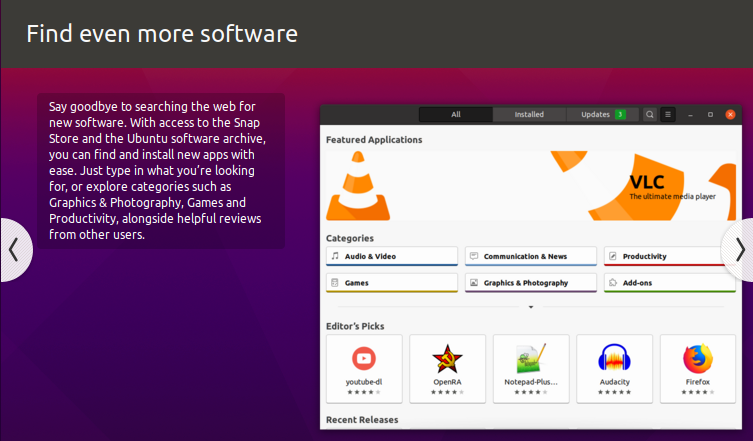 Find even more software
Say goodbye to searching the web for
new software. With access to the Snap
Store and the Ubuntu software archive,
you can find and install new apps with
ease. Just type in what you’re looking
for, or explore categories such as
Graphics & Photography, Games and
Productivity, alongside helpful reviews
from other users.
All Installed Updates 3
Featured Applications
VLC
The ultimate media player
Categories
Audio & Video Communication & News Productivity
Games Graphics & Photography Add-ons
Editor’s Picks
youtube-dl OpenRA Notepad-Plus... Audacity Firefox
Recent Releases